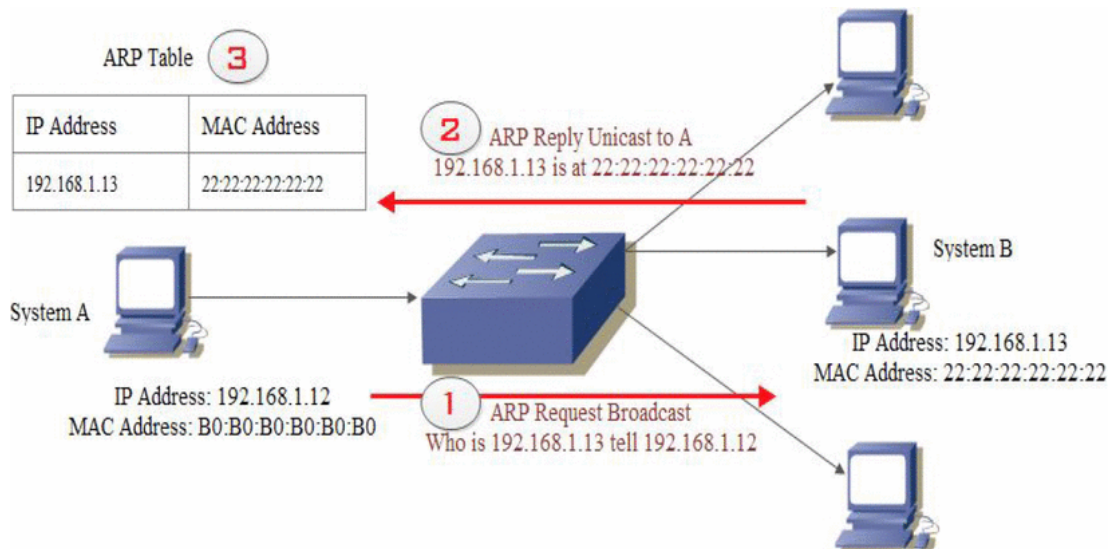 ARP Table 3
IP Address MAC Address
192.168.1.13 22:22:22:22:22:22
2 ARP Reply Unicast to A
192.168.1.13 is at 22:22:22:22:22:22
System A
System B
IP Address: 192.168.1.13
MAC Address: 22:22:22:22:22:22
IP Address: 192.168.1.12
MAC Address: B0:B0:B0:B0:B0:B0
1 ARP Request Broadcast
Who is 192.168.1.13 tell 192.168.1.12